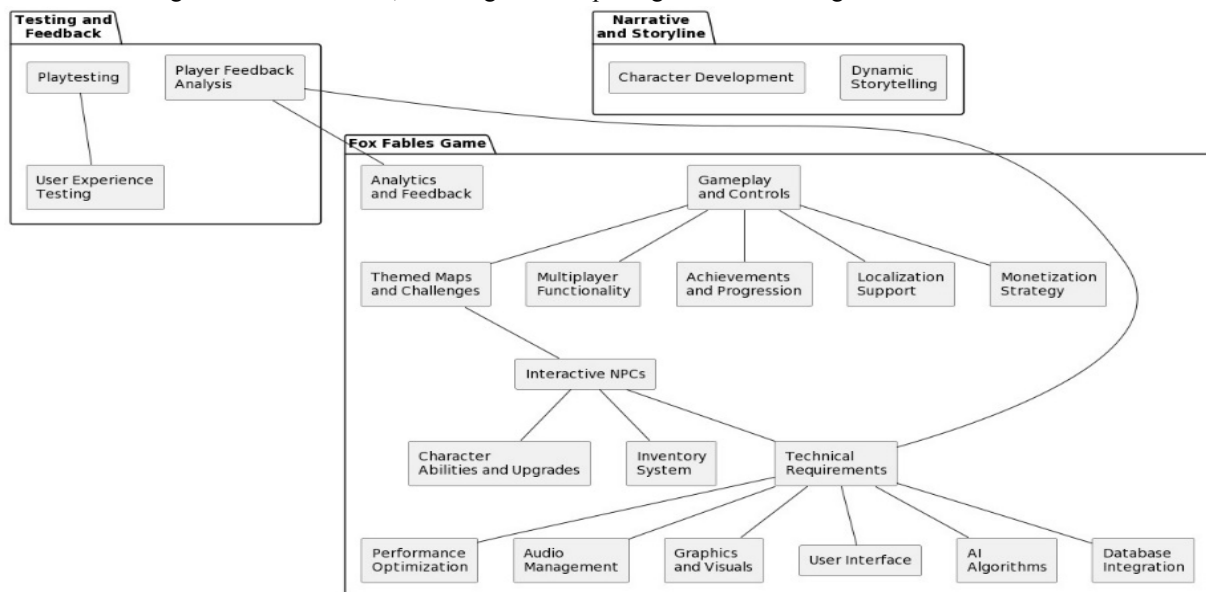 Testing and
Feedback
Playtesting
Player Feedback
Analysis
User Experience
Testing
Narrative
and Storyline
Character Development
Dynamic
Storytelling
Fox Fables Game
Analytics
and Feedback
Gameplay
and Controls
Themed Maps
and Challenges
Multiplayer
Functionality
Achievements
and Progression
Localization
Support
Monetization
Strategy
Interactive NPCs
Character
Abilities and Upgrades
Inventory
System
Technical
Requirements
Performance
Optimization
Audio
Management
Graphics
and Visuals
User Interface
AI
Algorithms
Database
Integration